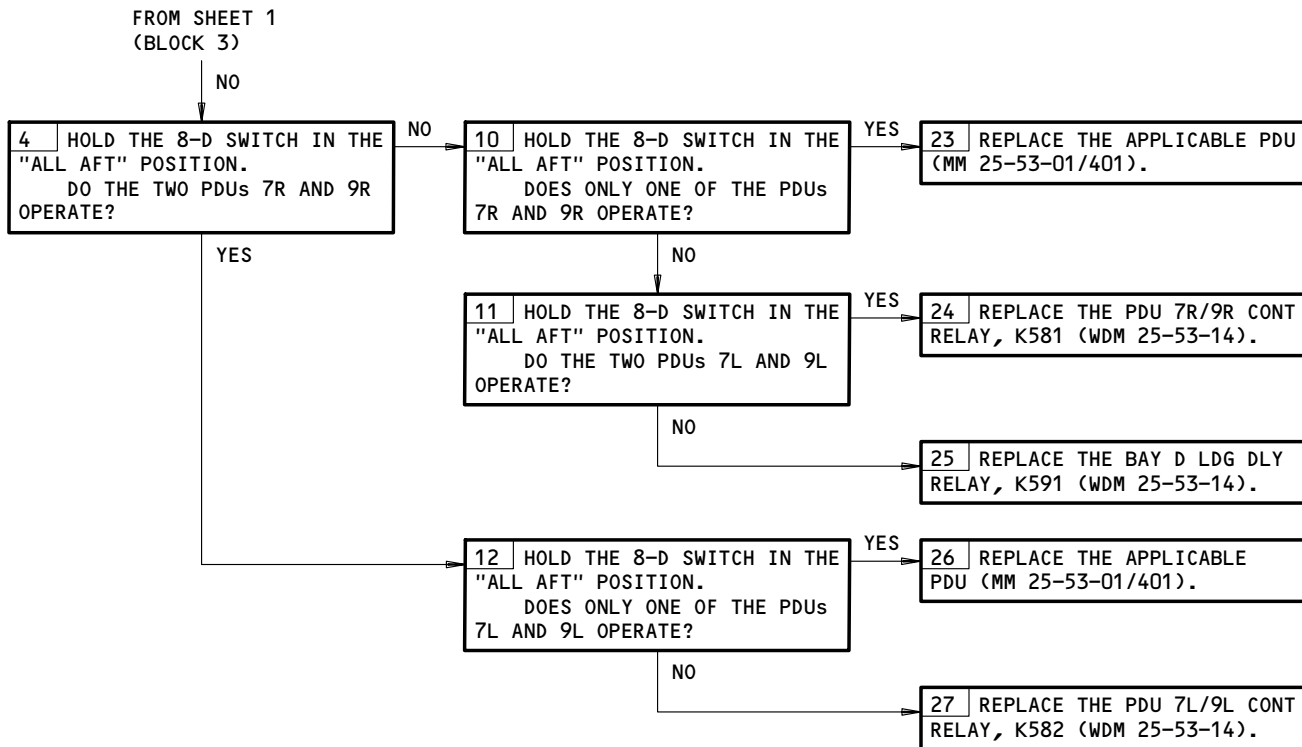 FROM SHEET 1
(BLOCK 3)
NO
4 HOLD THE 8-D SWITCH IN THE
"ALL AFT" POSITION.
DO THE TWO PDUs 7R AND 9R
OPERATE?
NO
YES
10 HOLD THE 8-D SWITCH IN THE
"ALL AFT" POSITION.
DOES ONLY ONE OF THE PDUs
7R AND 9R OPERATE?
YES
NO
23 REPLACE THE APPLICABLE PDU
(MM 25-53-01/401).
11 HOLD THE 8-D SWITCH IN THE
"ALL AFT" POSITION.
DO THE TWO PDUs 7L AND 9L
OPERATE?
YES
NO
24 REPLACE THE PDU 7R/9R CONT
RELAY, K581 (WDM 25-53-14).
25 REPLACE THE BAY D LDG DLY
RELAY, K591 (WDM 25-53-14).
12 HOLD THE 8-D SWITCH IN THE
"ALL AFT" POSITION.
DOES ONLY ONE OF THE PDUs
7L AND 9L OPERATE?
YES
NO
26 REPLACE THE APPLICABLE
PDU (MM 25-53-01/401).
27 REPLACE THE PDU 7L/9L CONT
RELAY, K582 (WDM 25-53-14).